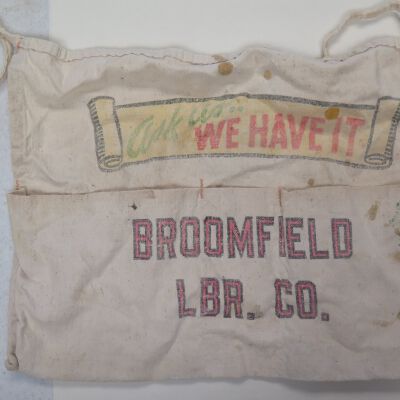 Ask us..
WE HAVE IT
BROOMFIELD
LBR. CO.